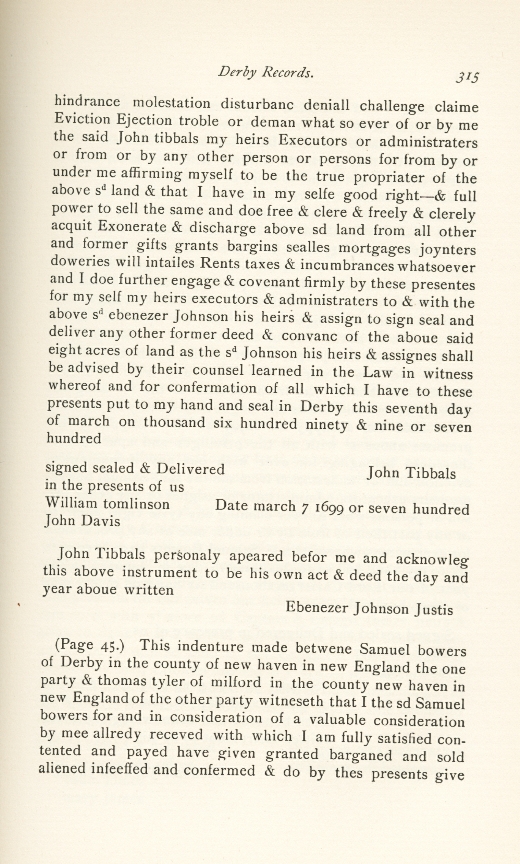 Derby Records. 315
hindrance molestation disturbanc deniall challenge claime
Eviction Ejection troble or deman what so ever of or by me
the said John tibbals my heirs Executors or administraters
or from or by any other person or persons for from by or
under me affirming myself to be the true propriater of the
above sᵈ land & that I have in my selfe good right—& full
power to sell the same and doe free & clere & freely & clerely
acquit Exonerate & discharge above sd land from all other
and former gifts grants bargins sealles mortgages joynters
doweries will intailes Rents taxes & incumbrances whatsoever
and I doe further engage & covenant firmly by these presentes
for my self my heirs executors & administraters to & with the
above sᵈ ebenezer Johnson his heirs & assign to sign seal and
deliver any other former deed & convanc of the aboue said
eight acres of land as the sᵈ Johnson his heirs & assignes shall
be advised by their counsel learned in the Law in witness
whereof and for confermation of all which I have to these
presents put to my hand and seal in Derby this seventh day
of march on thousand six hundred ninety & nine or seven
hundred
signed sealed & Delivered John Tibbals
in the presents of us
William tomlinson Date march 7 1699 or seven hundred
John Davis
John Tibbals personaly apeared befor me and acknowleg
this above instrument to be his own act & deed the day and
year aboue written
Ebenezer Johnson Justis
(Page 45.) This indenture made betwene Samuel bowers
of Derby in the county of new haven in new England the one
party & thomas tyler of milford in the county new haven in
new England of the other party witneseth that I the sd Samuel
bowers for and in consideration of a valuable consideration
by mee allredy receved with which I am fully satisfied con-
tented and payed have given granted barganed and sold
aliened infeeffed and confermed & do by thes presents give